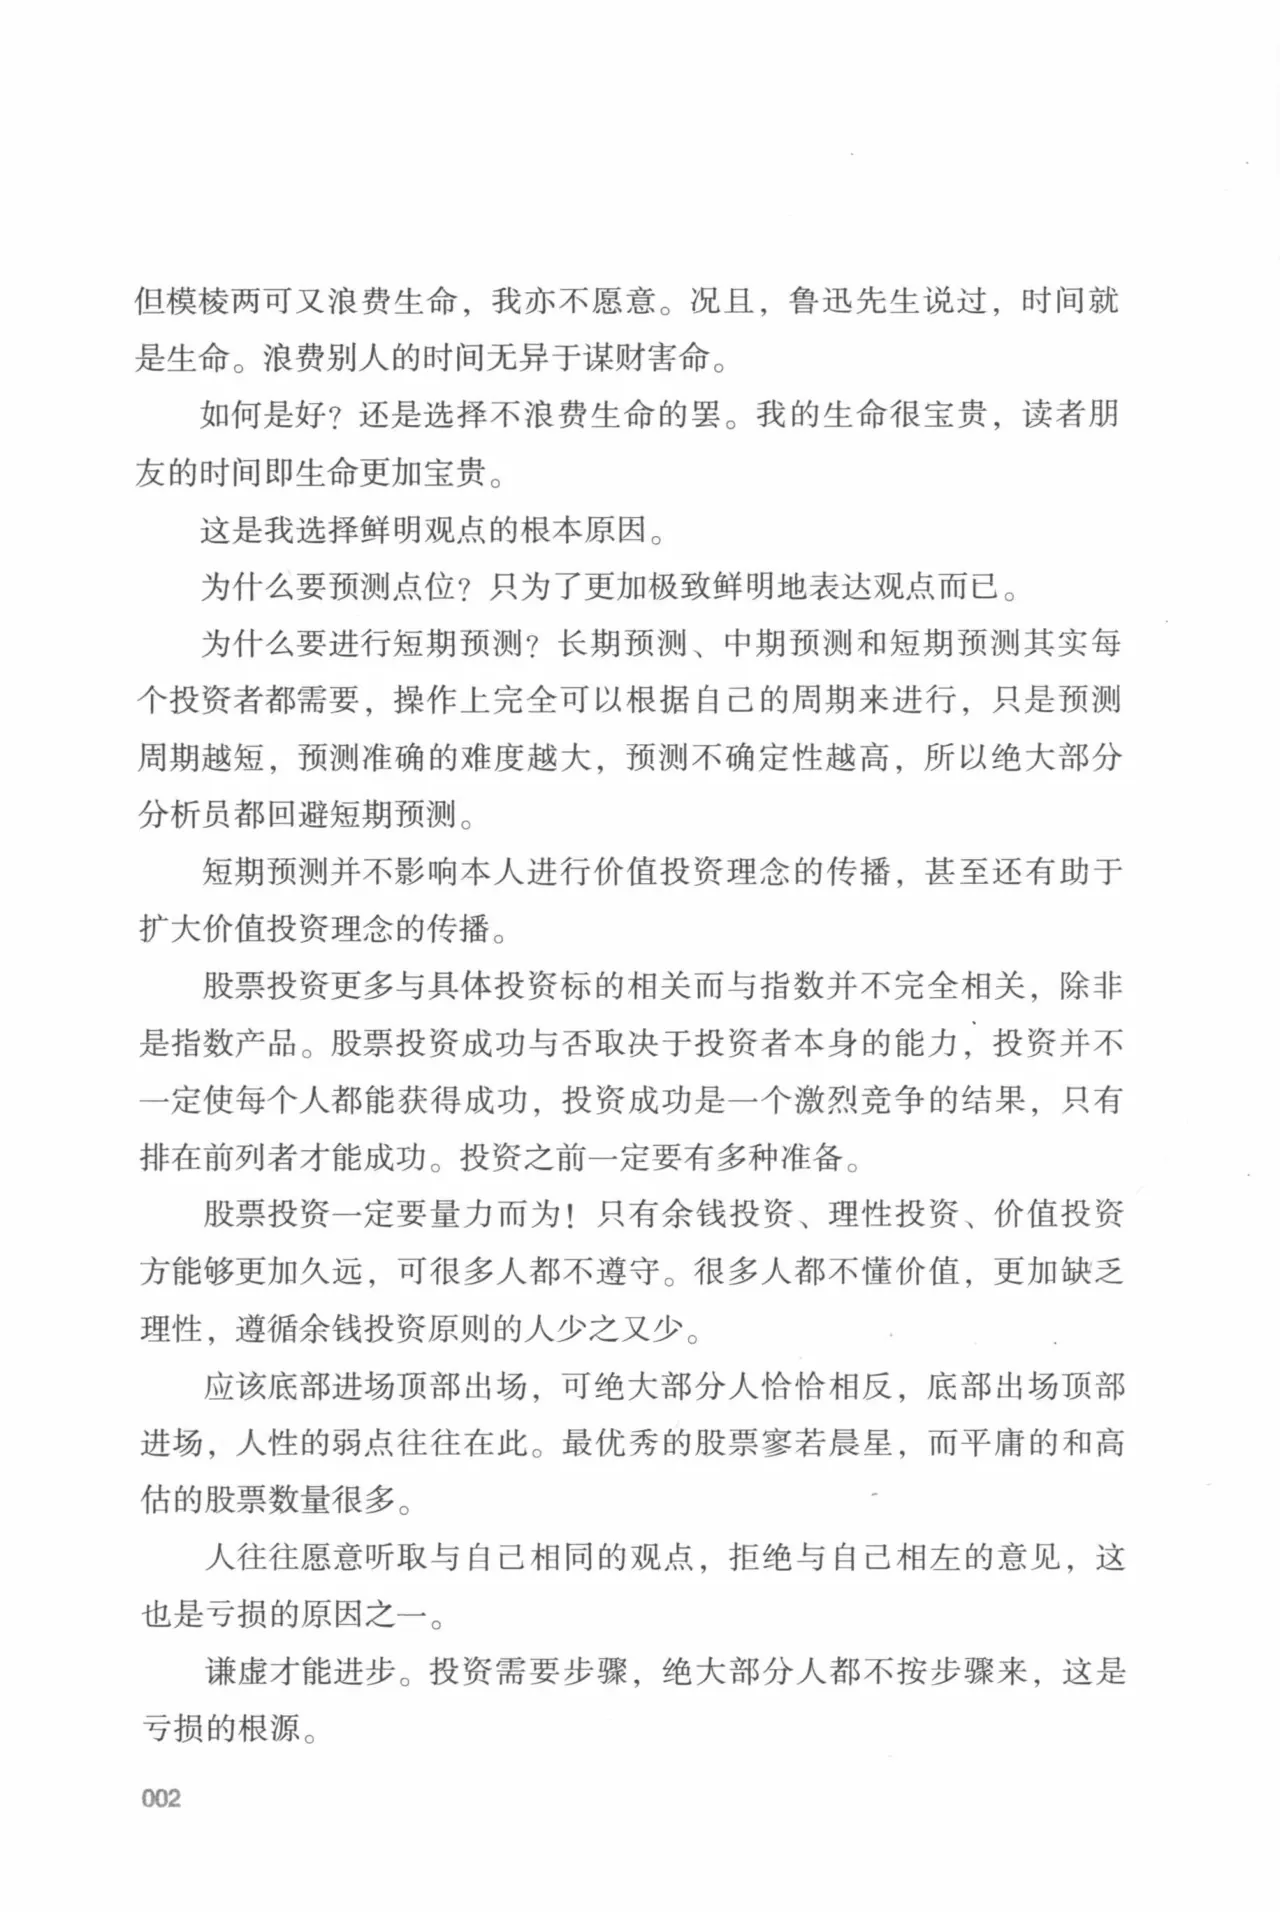 但模棱两可又浪费生命，我亦不愿意。况且，鲁迅先生说过，时间就
是生命。浪费别人的时间无异于谋财害命。
如何是好？还是选择不浪费生命的罢。我的生命很宝贵，读者朋
友的时间即生命更加宝贵。
这是我选择鲜明观点的根本原因。
为什么要预测点位？只为了更加极致鲜明地表达观点而已。
为什么要进行短期预测？长期预测、中期预测和短期预测其实每
个投资者都需要，操作上完全可以根据自己的周期来进行，只是预测
周期越短，预测准确的难度越大，预测不确定性越高，所以绝大部分
分析员都回避短期预测。
短期预测并不影响本人进行价值投资理念的传播，甚至还有助于
扩大价值投资理念的传播。
股票投资更多与具体投资标的相关而与指数并不完全相关，除非
是指数产品。股票投资成功与否取决于投资者本身的能力，投资并不
一定使每个人都能获得成功，投资成功是一个激烈竞争的结果，只有
排在前列者才能成功。投资之前一定要有多种准备。
股票投资一定要量力而为！只有余钱投资、理性投资、价值投资
方能够更加久远，可很多人都不遵守。很多人都不懂价值，更加缺乏
理性，遵循余钱投资原则的人少之又少。
应该底部进场顶部出场，可绝大部分人恰恰相反，底部出场顶部
进场，人性的弱点往往在此。最优秀的股票寥若晨星，而平庸的和高
估的股票数量很多。
人往往愿意听取与自己相同的观点，拒绝与自己相左的意见，这
也是亏损的原因之一。
谦虚才能进步。投资需要步骤，绝大部分人都不按步骤来，这是
亏损的根源。
002